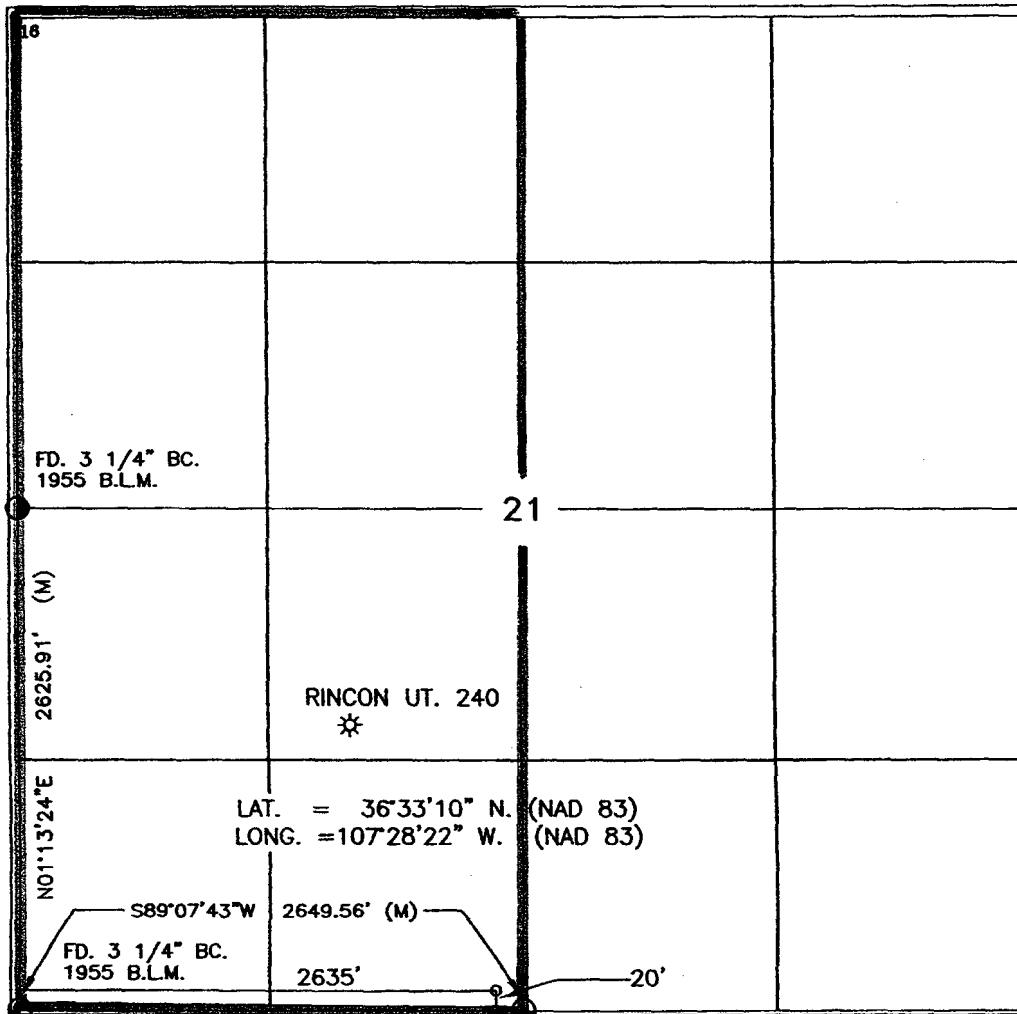 16
FD. 3 1/4" BC.
1955 B.L.M.
21
N01°13'24"E 2625.91' (M)
RINCON UT. 240
LAT. = 36°33'10" N. (NAD 83)
LONG. =107°28'22" W. (NAD 83)
S89°07'43"W 2649.56' (M)
FD. 3 1/4" BC.
1955 B.L.M.
2635'
20'